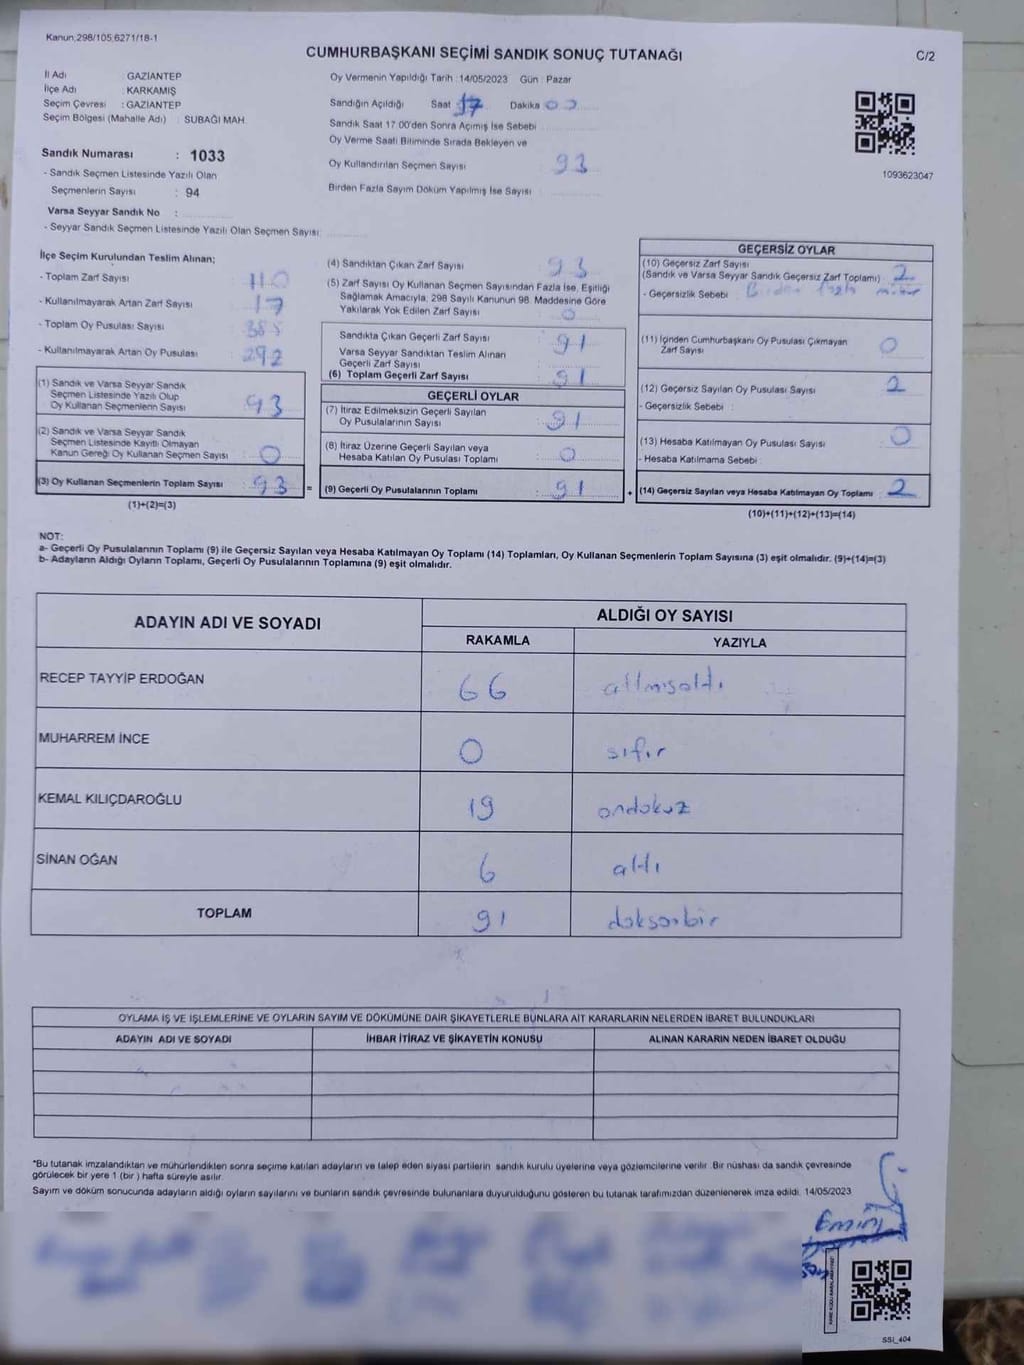 Kanun;298/105,6271/18-1
CUMHURBAŞKANI SEÇİMİ SANDIK SONUÇ TUTANAĞI
C/2
İl Adı : GAZİANTEP
İlçe Adı : KARKAMIŞ
Seçim Çevresi : GAZİANTEP
Seçim Bölgesi (Mahalle Adı) : SUBAĞI MAH.
Sandık Numarası : 1033
- Sandık Seçmen Listesinde Yazılı Olan
Seçmenlerin Sayısı : 94
Varsa Seyyar Sandık No :
- Seyyar Sandık Seçmen Listesinde Yazılı Olan Seçmen Sayısı:
Oy Vermenin Yapıldığı Tarih :14/05/2023 Gün : Pazar
Sandığın Açıldığı Saat 17 Dakika 00
Sandık Saat 17.00'den Sonra Açımış İse Sebebi
Oy Verme Saati Bitiminde Sırada Bekleyen ve
Oy Kullandırılan Seçmen Sayısı 93
Birden Fazla Sayım Döküm Yapılmış İse Sayısı
1093623047
İlçe Seçim Kurulundan Teslim Alınan;
- Toplam Zarf Sayısı 110
- Kullanılmayarak Artan Zarf Sayısı 17
- Toplam Oy Pusulası Sayısı 385
- Kullanılmayarak Artan Oy Pusulası 292
(1) Sandık ve Varsa Seyyar Sandık
Seçmen Listesinde Yazılı Olup
Oy Kullanan Seçmenlerin Sayısı 93
(2) Sandık ve Varsa Seyyar Sandık
Seçmen Listesinde Kayıtlı Olmayan
Kanun Gereği Oy Kullanan Seçmen Sayısı 0
(3) Oy Kullanan Seçmenlerin Toplam Sayısı : 93
(1)+(2)=(3)
=
(4) Sandıktan Çıkan Zarf Sayısı 93
(5) Zarf Sayısı Oy Kullanan Seçmen Sayısından Fazla İse, Eşitliği
Sağlamak Amacıyla, 298 Sayılı Kanunun 98. Maddesine Göre
Yakılarak Yok Edilen Zarf Sayısı 0
Sandıkta Çıkan Geçerli Zarf Sayısı 91
Varsa Seyyar Sandıktan Teslim Alınan
Geçerli Zarf Sayısı
(6) Toplam Geçerli Zarf Sayısı 91
GEÇERLİ OYLAR
(7) İtiraz Edilmeksizin Geçerli Sayılan
Oy Pusulalarının Sayısı : 91
(8) İtiraz Üzerine Geçerli Sayılan veya
Hesaba Katılan Oy Pusulası Toplamı : 0
(9) Geçerli Oy Pusulalarının Toplamı : 91
+
GEÇERSİZ OYLAR
(10) Geçersiz Zarf Sayısı
(Sandık ve Varsa Seyyar Sandık Geçersiz Zarf Toplamı) 2
- Geçersizlik Sebebi : Birden fazla mühür
(11) İçinden Cumhurbaşkanı Oy Pusulası Çıkmayan
Zarf Sayısı 0
(12) Geçersiz Sayılan Oy Pusulası Sayısı 2
- Geçersizlik Sebebi :
(13) Hesaba Katılmayan Oy Pusulası Sayısı 0
- Hesaba Katılmama Sebebi :
(14) Geçersiz Sayılan veya Hesaba Katılmayan Oy Toplamı : 2
(10)+(11)+(12)+(13)=(14)
NOT:
a- Geçerli Oy Pusulalarının Toplamı (9) ile Geçersiz Sayılan veya Hesaba Katılmayan Oy Toplamı (14) Toplamları, Oy Kullanan Seçmenlerin Toplam Sayısına (3) eşit olmalıdır. (9)+(14)=(3)
b- Adayların Aldığı Oyların Toplamı, Geçerli Oy Pusulalarının Toplamına (9) eşit olmalıdır.
ADAYIN ADI VE SOYADI
ALDIĞI OY SAYISI
RAKAMLA YAZIYLA
RECEP TAYYİP ERDOĞAN 66 altmışaltı
MUHARREM İNCE 0 sıfır
KEMAL KILIÇDAROĞLU 19 ondokuz
SİNAN OĞAN 6 altı
TOPLAM 91 doksanbir
OYLAMA İŞ VE İŞLEMLERİNE VE OYLARIN SAYIM VE DÖKÜMÜNE DAİR ŞİKAYETLERLE BUNLARA AİT KARARLARIN NELERDEN İBARET BULUNDUKLARI
ADAYIN ADI VE SOYADI İHBAR İTİRAZ VE ŞİKAYETİN KONUSU ALINAN KARARIN NEDEN İBARET OLDUĞU
*Bu tutanak imzalandıktan ve mühürlendikten sonra seçime katılan adayların ve talep eden siyasi partilerin sandık kurulu üyelerine veya gözlemcilerine verilir. Bir nüshası da sandık çevresinde
görülecek bir yere 1 (bir) hafta süreyle asılır.
Sayım ve döküm sonucunda adayların aldığı oyların sayılarını ve bunların sandık çevresinde bulunanlara duyurulduğunu gösteren bu tutanak tarafımızdan düzenlenerek imza edildi. 14/05/2023
SSI_404